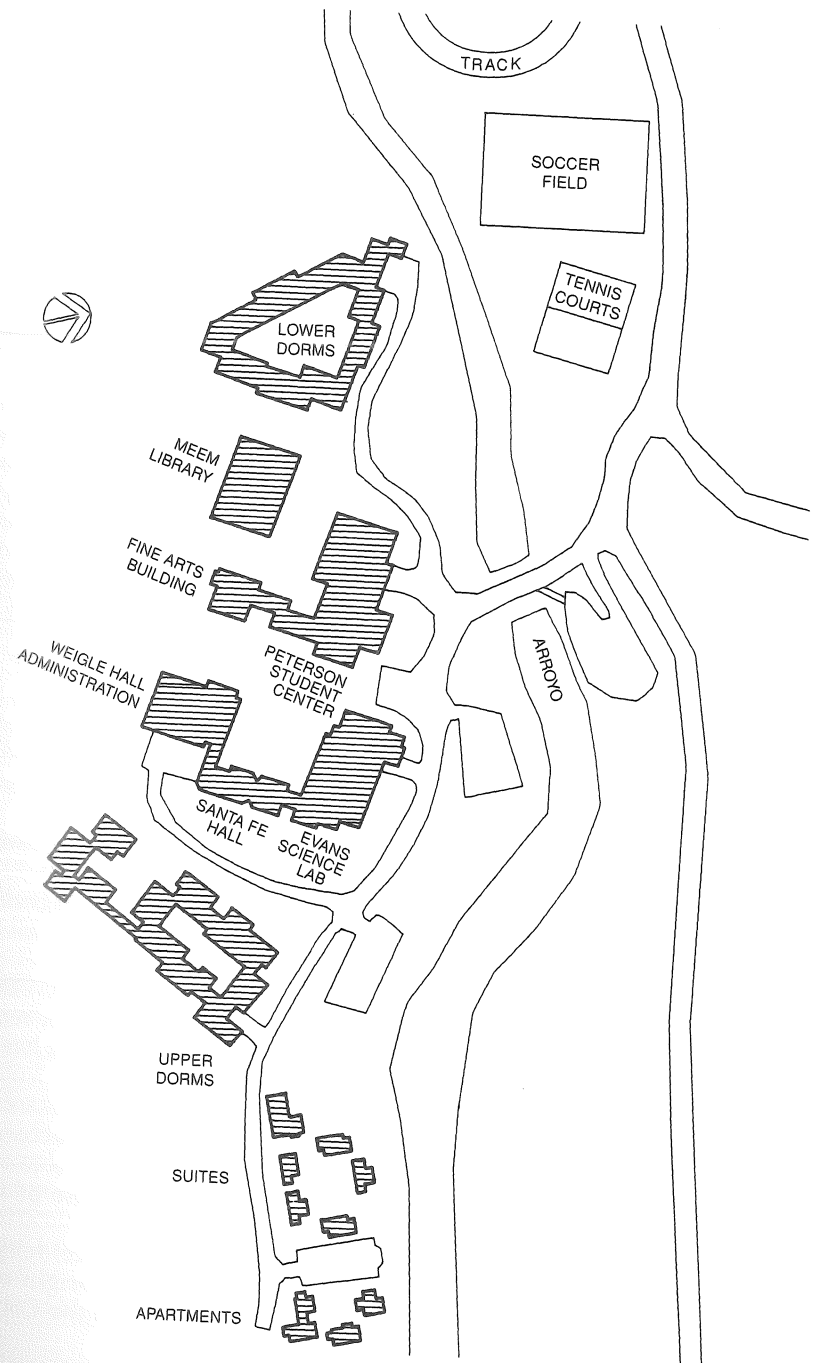 TRACK
SOCCER
FIELD
TENNIS
COURTS
LOWER
DORMS
MEEM
LIBRARY
FINE ARTS
BUILDING
PETERSON
STUDENT
CENTER
WEIGLE HALL
ADMINISTRATION
ARROYO
SANTA FE
HALL
EVANS
SCIENCE
LAB
UPPER
DORMS
SUITES
APARTMENTS